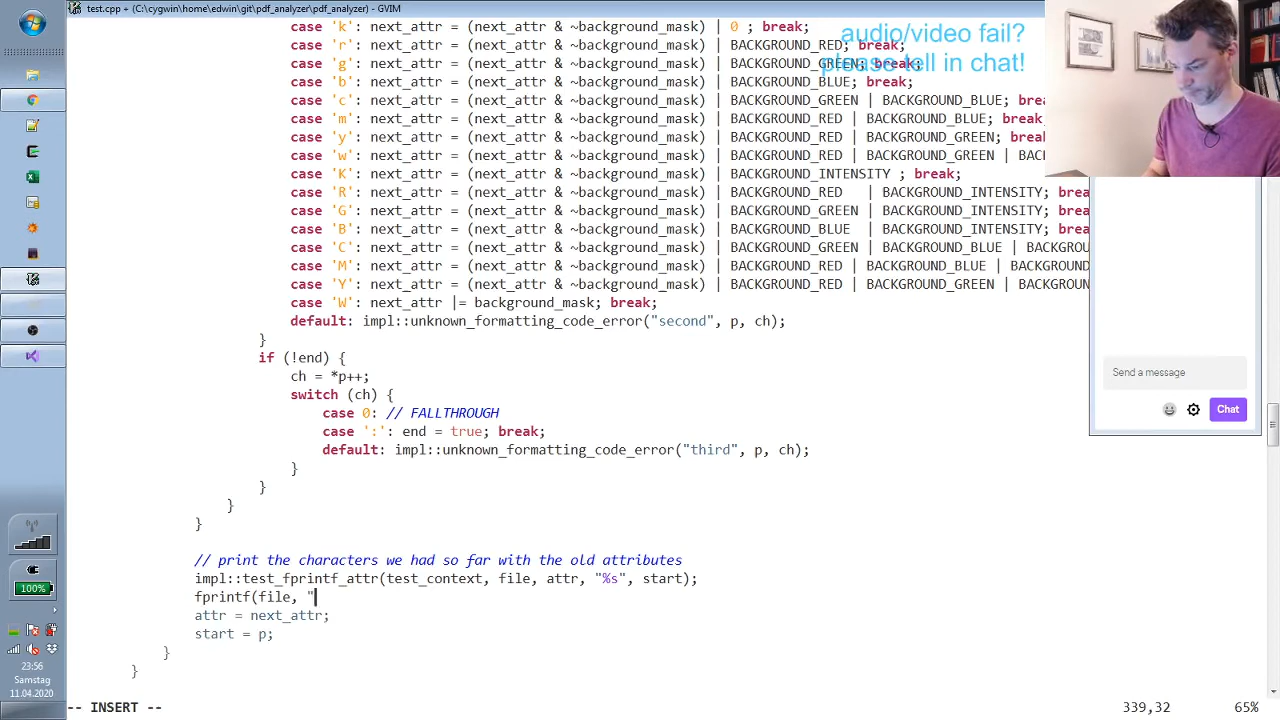 test.cpp + (C:\cygwin\home\edwin\git\pdf_analyzer\pdf_analyzer) - GVIM
audio/video fail?
please tell in chat!
case 'k': next_attr = (next_attr & ~background_mask) | 0 ; break;
case 'r': next_attr = (next_attr & ~background_mask) | BACKGROUND_RED; break;
case 'g': next_attr = (next_attr & ~background_mask) | BACKGROUND_GREEN; break;
case 'b': next_attr = (next_attr & ~background_mask) | BACKGROUND_BLUE; break;
case 'c': next_attr = (next_attr & ~background_mask) | BACKGROUND_GREEN | BACKGROUND_BLUE; brea
case 'm': next_attr = (next_attr & ~background_mask) | BACKGROUND_RED | BACKGROUND_BLUE; break;
case 'y': next_attr = (next_attr & ~background_mask) | BACKGROUND_RED | BACKGROUND_GREEN; break
case 'w': next_attr = (next_attr & ~background_mask) | BACKGROUND_RED | BACKGROUND_GREEN | BACK
case 'K': next_attr = (next_attr & ~background_mask) | BACKGROUND_INTENSITY ; break;
case 'R': next_attr = (next_attr & ~background_mask) | BACKGROUND_RED | BACKGROUND_INTENSITY; brea
case 'G': next_attr = (next_attr & ~background_mask) | BACKGROUND_GREEN | BACKGROUND_INTENSITY; brea
case 'B': next_attr = (next_attr & ~background_mask) | BACKGROUND_BLUE | BACKGROUND_INTENSITY; brea
case 'C': next_attr = (next_attr & ~background_mask) | BACKGROUND_GREEN | BACKGROUND_BLUE | BACKGROU
case 'M': next_attr = (next_attr & ~background_mask) | BACKGROUND_RED | BACKGROUND_BLUE | BACKGROUND
case 'Y': next_attr = (next_attr & ~background_mask) | BACKGROUND_RED | BACKGROUND_GREEN | BACKGROUN
case 'W': next_attr |= background_mask; break;
default: impl::unknown_formatting_code_error("second", p, ch);
}
if (!end) {
ch = *p++;
switch (ch) {
case 0: // FALLTHROUGH
case ':': end = true; break;
default: impl::unknown_formatting_code_error("third", p, ch);
}
}
}
}
// print the characters we had so far with the old attributes
impl::test_fprintf_attr(test_context, file, attr, "%s", start);
fprintf(file, "
attr = next_attr;
start = p;
}
}
-- INSERT --
339,32
65%
Send a message
Chat
100%
23:56
Samstag
11.04.2020